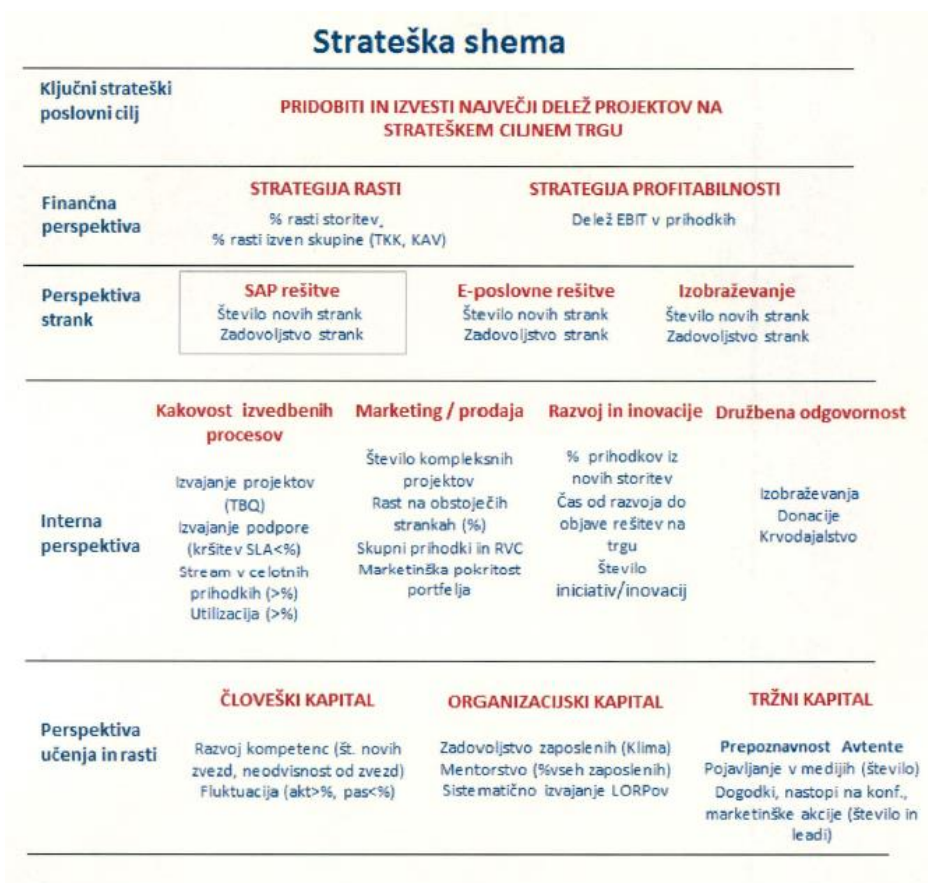 Strateška shema
Ključni strateški
poslovni cilj
PRIDOBITI IN IZVESTI NAJVEČJI DELEŽ PROJEKTOV NA
STRATEŠKEM CILJNEM TRGU
Finančna
perspektiva
STRATEGIJA RASTI
% rasti storitev,
% rasti izven skupine (TKK, KAV)
STRATEGIJA PROFITABILNOSTI
Delež EBIT v prihodkih
Perspektiva
strank
SAP rešitve
Število novih strank
Zadovoljstvo strank
E-poslovne rešitve
Število novih strank
Zadovoljstvo strank
Izobraževanje
Število novih strank
Zadovoljstvo strank
Interna
perspektiva
Kakovost izvedbenih
procesov
Izvajanje projektov
(TBQ)
Izvajanje podpore
(kršitev SLA<%)
Stream v celotnih
prihodkih (>%)
Utilizacija (>%)
Marketing / prodaja
Število kompleksnih
projektov
Rast na obstoječih
strankah (%)
Skupni prihodki in RVC
Marketinška pokritost
portfelja
Razvoj in inovacije
% prihodkov iz
novih storitev
Čas od razvoja do
objave rešitev na
trgu
Število
iniciativ/inovacij
Družbena odgovornost
Izobraževanja
Donacije
Krvodajalstvo
Perspektiva
učenja in rasti
ČLOVEŠKI KAPITAL
Razvoj kompetenc (št. novih
zvezd, neodvisnost od zvezd)
Fluktuacija (akt>%, pas<%)
ORGANIZACIJSKI KAPITAL
Zadovoljstvo zaposlenih (Klima)
Mentorstvo (%vseh zaposlenih)
Sistematično izvajanje LORPov
TRŽNI KAPITAL
Prepoznavnost Avtente
Pojavljanje v medijih (število)
Dogodki, nastopi na konf.,
marketinške akcije (število in
leadi)